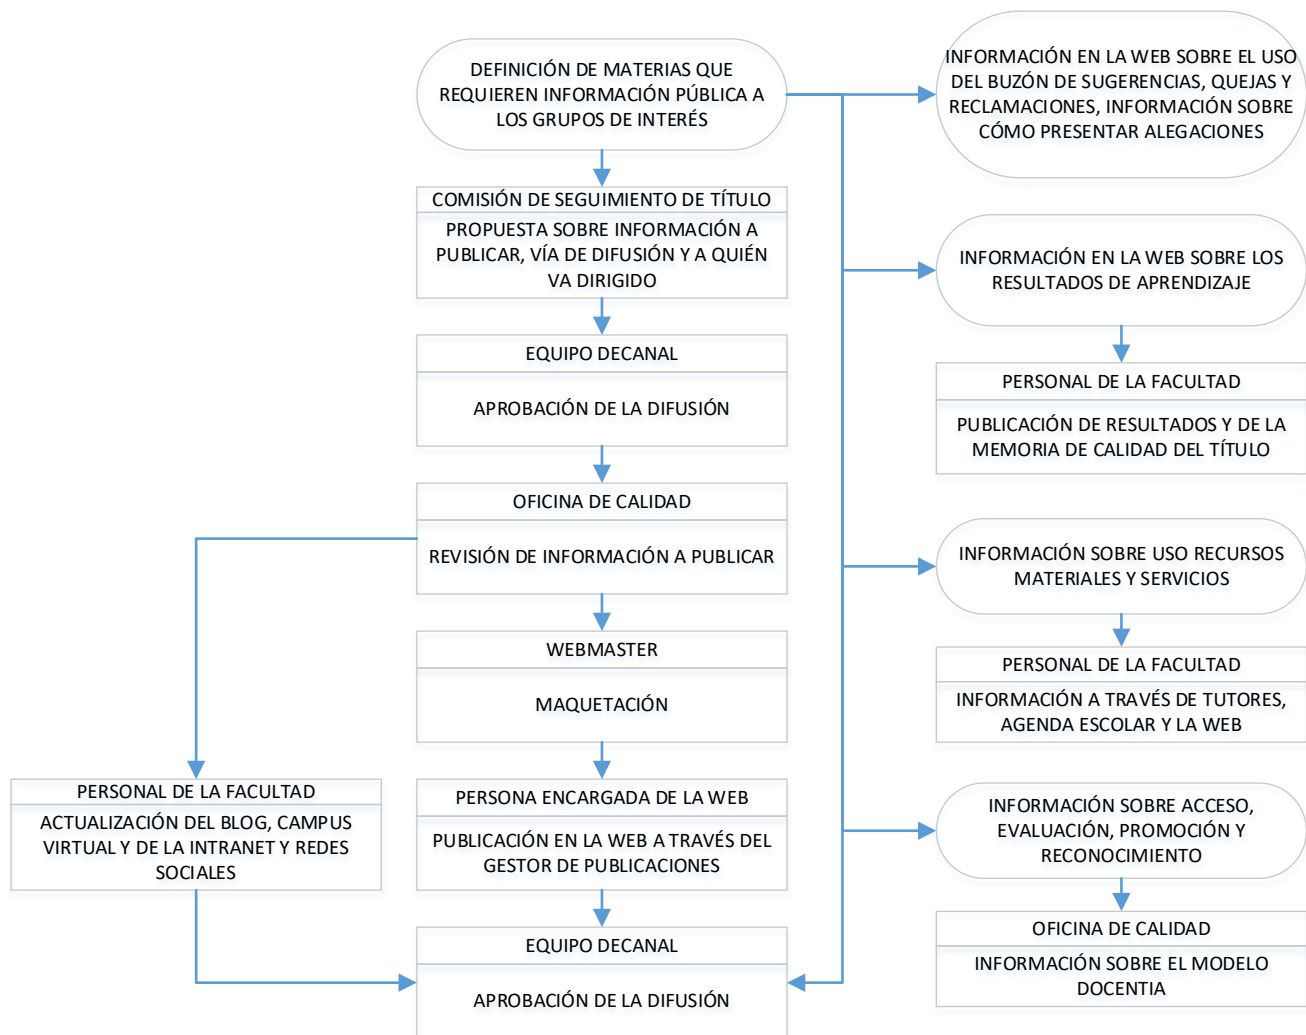 DEFINICIÓN DE MATERIAS QUE
REQUIEREN INFORMACIÓN PÚBLICA A
LOS GRUPOS DE INTERÉS
COMISIÓN DE SEGUIMIENTO DE TÍTULO
PROPUESTA SOBRE INFORMACIÓN A
PUBLICAR, VÍA DE DIFUSIÓN Y A QUIÉN
VA DIRIGIDO
EQUIPO DECANAL
APROBACIÓN DE LA DIFUSIÓN
OFICINA DE CALIDAD
REVISIÓN DE INFORMACIÓN A PUBLICAR
WEBMASTER
MAQUETACIÓN
PERSONAL DE LA FACULTAD
ACTUALIZACIÓN DEL BLOG, CAMPUS
VIRTUAL Y DE LA INTRANET Y REDES
SOCIALES
PERSONA ENCARGADA DE LA WEB
PUBLICACIÓN EN LA WEB A TRAVÉS DEL
GESTOR DE PUBLICACIONES
EQUIPO DECANAL
APROBACIÓN DE LA DIFUSIÓN
INFORMACIÓN EN LA WEB SOBRE EL USO
DEL BUZÓN DE SUGERENCIAS, QUEJAS Y
RECLAMACIONES, INFORMACIÓN SOBRE
CÓMO PRESENTAR ALEGACIONES
INFORMACIÓN EN LA WEB SOBRE LOS
RESULTADOS DE APRENDIZAJE
PERSONAL DE LA FACULTAD
PUBLICACIÓN DE RESULTADOS Y DE LA
MEMORIA DE CALIDAD DEL TÍTULO
INFORMACIÓN SOBRE USO RECURSOS
MATERIALES Y SERVICIOS
PERSONAL DE LA FACULTAD
INFORMACIÓN A TRAVÉS DE TUTORES,
AGENDA ESCOLAR Y LA WEB
INFORMACIÓN SOBRE ACCESO,
EVALUACIÓN, PROMOCIÓN Y
RECONOCIMIENTO
OFICINA DE CALIDAD
INFORMACIÓN SOBRE EL MODELO
DOCENTIA